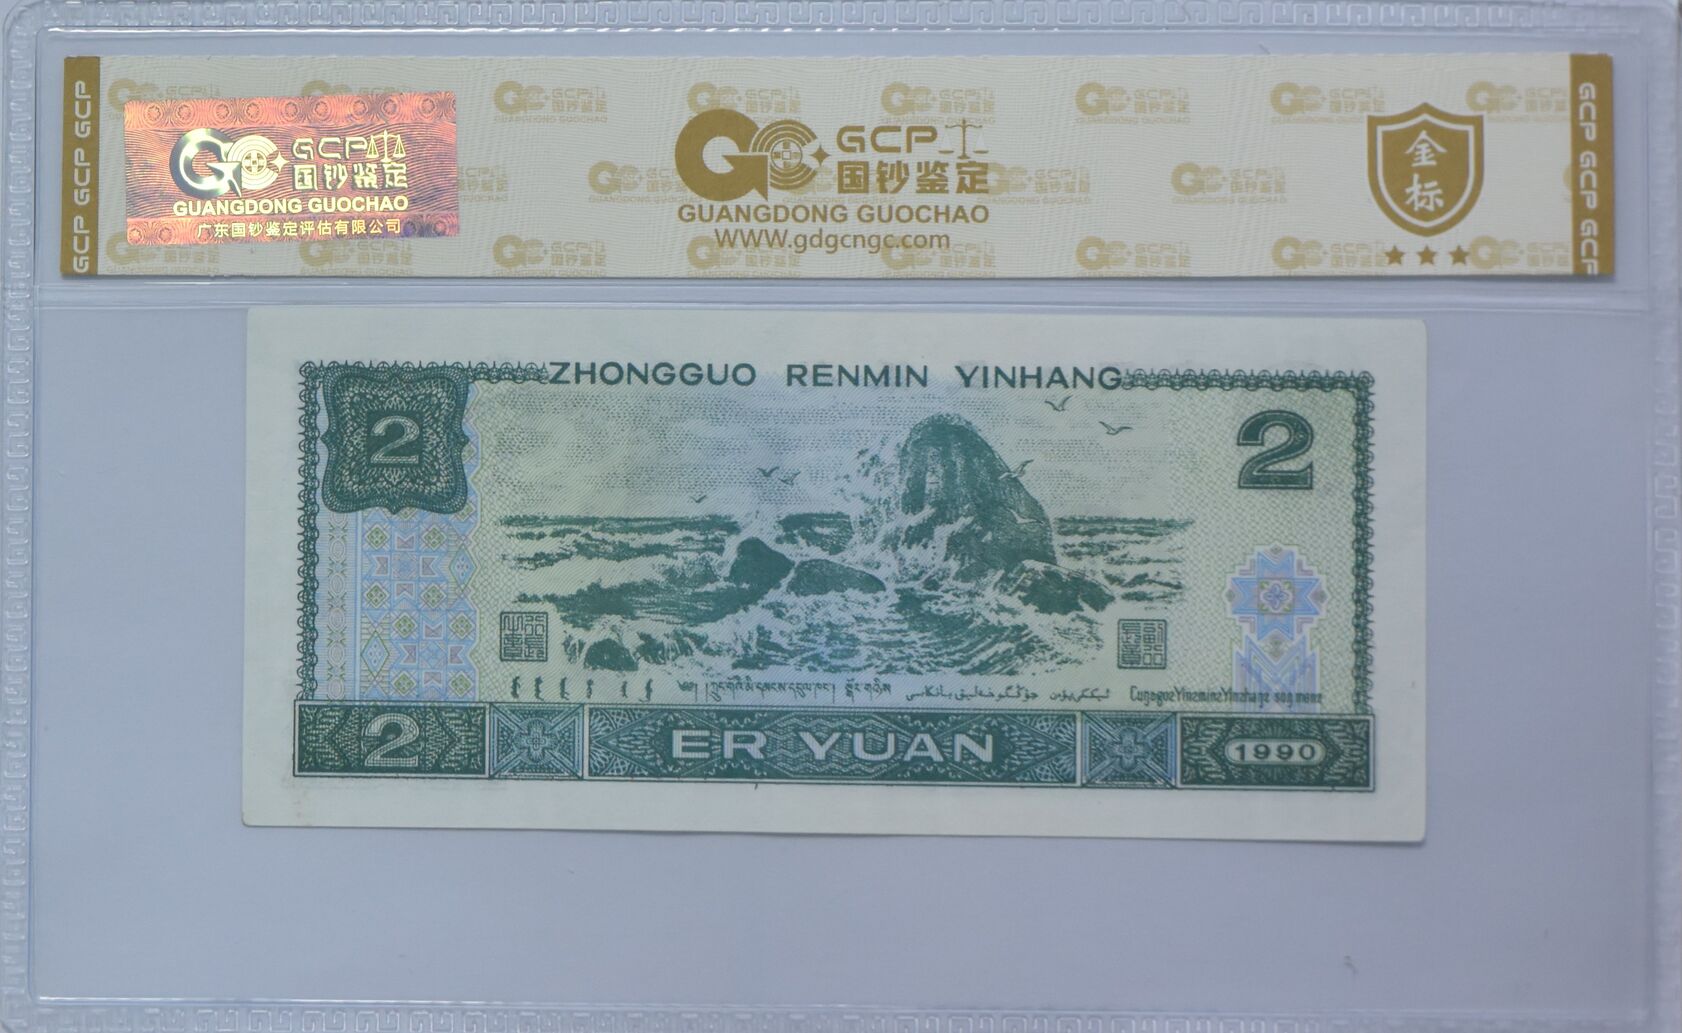 GCP GCP GCP
GCP
国钞鉴定
GUANGDONG GUOCHAO
广东国钞鉴定评估有限公司
GCP
国钞鉴定
GUANGDONG GUOCHAO
WWW.gdgcngc.com
金标
GCP GCP GCP
ZHONGGUO RENMIN YINHANG
2
2
2
ER YUAN
1990